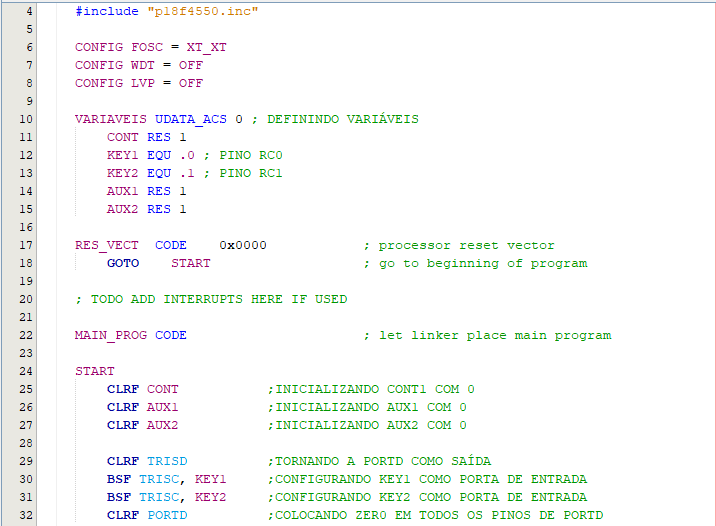 4 #include "p18f4550.inc"
5
6 CONFIG FOSC = XT_XT
7 CONFIG WDT = OFF
8 CONFIG LVP = OFF
9
10 VARIAVEIS UDATA_ACS 0 ; DEFININDO VARIÁVEIS
11 CONT RES 1
12 KEY1 EQU .0 ; PINO RC0
13 KEY2 EQU .1 ; PINO RC1
14 AUX1 RES 1
15 AUX2 RES 1
16
17 RES_VECT CODE 0x0000 ; processor reset vector
18 GOTO START ; go to beginning of program
19
20 ; TODO ADD INTERRUPTS HERE IF USED
21
22 MAIN_PROG CODE ; let linker place main program
23
24 START
25 CLRF CONT ;INICIALIZANDO CONT1 COM 0
26 CLRF AUX1 ;INICIALIZANDO AUX1 COM 0
27 CLRF AUX2 ;INICIALIZANDO AUX2 COM 0
28
29 CLRF TRISD ;TORNANDO A PORTD COMO SAÍDA
30 BSF TRISC, KEY1 ;CONFIGURANDO KEY1 COMO PORTA DE ENTRADA
31 BSF TRISC, KEY2 ;CONFIGURANDO KEY2 COMO PORTA DE ENTRADA
32 CLRF PORTD ;COLOCANDO ZERO EM TODOS OS PINOS DE PORTD